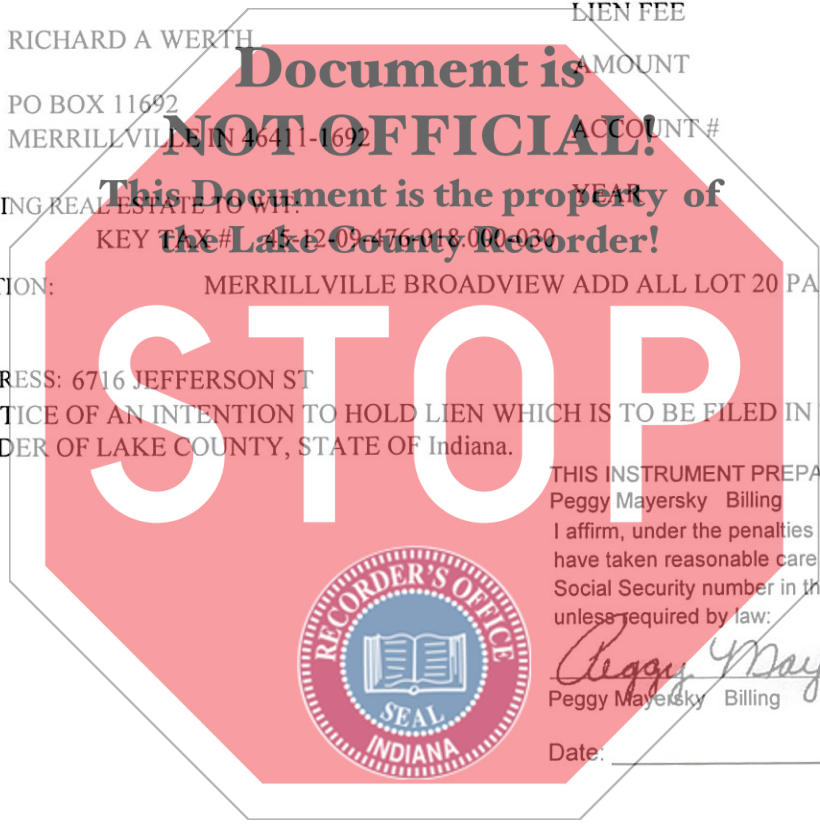 LIEN FEE
RICHARD A WERTH
Document is
AMOUNT
PO BOX 11692
NOT OFFICIAL!
ACCOUNT #
MERRILLVILLE IN 46411-1692
This Document is the property of
YEAR
ING REAL ESTATE TO WIT:
the Lake County Recorder!
KEY TAX # 45-12-09-476-018.000-030
TION: MERRILLVILLE BROADVIEW ADD ALL LOT 20 PA
STOP
RESS: 6716 JEFFERSON ST
TICE OF AN INTENTION TO HOLD LIEN WHICH IS TO BE FILED IN
DER OF LAKE COUNTY, STATE OF Indiana.
THIS INSTRUMENT PREPA
Peggy Mayersky Billing
I affirm, under the penalties
have taken reasonable care
Social Security number in th
unless required by law:
Peggy May
Peggy Mayersky Billing
Date:
RECORDER'S OFFICE
SEAL
INDIANA